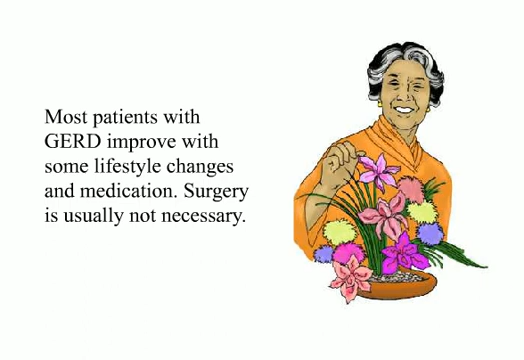 Most patients with
GERD improve with
some lifestyle changes
and medication. Surgery
is usually not necessary.